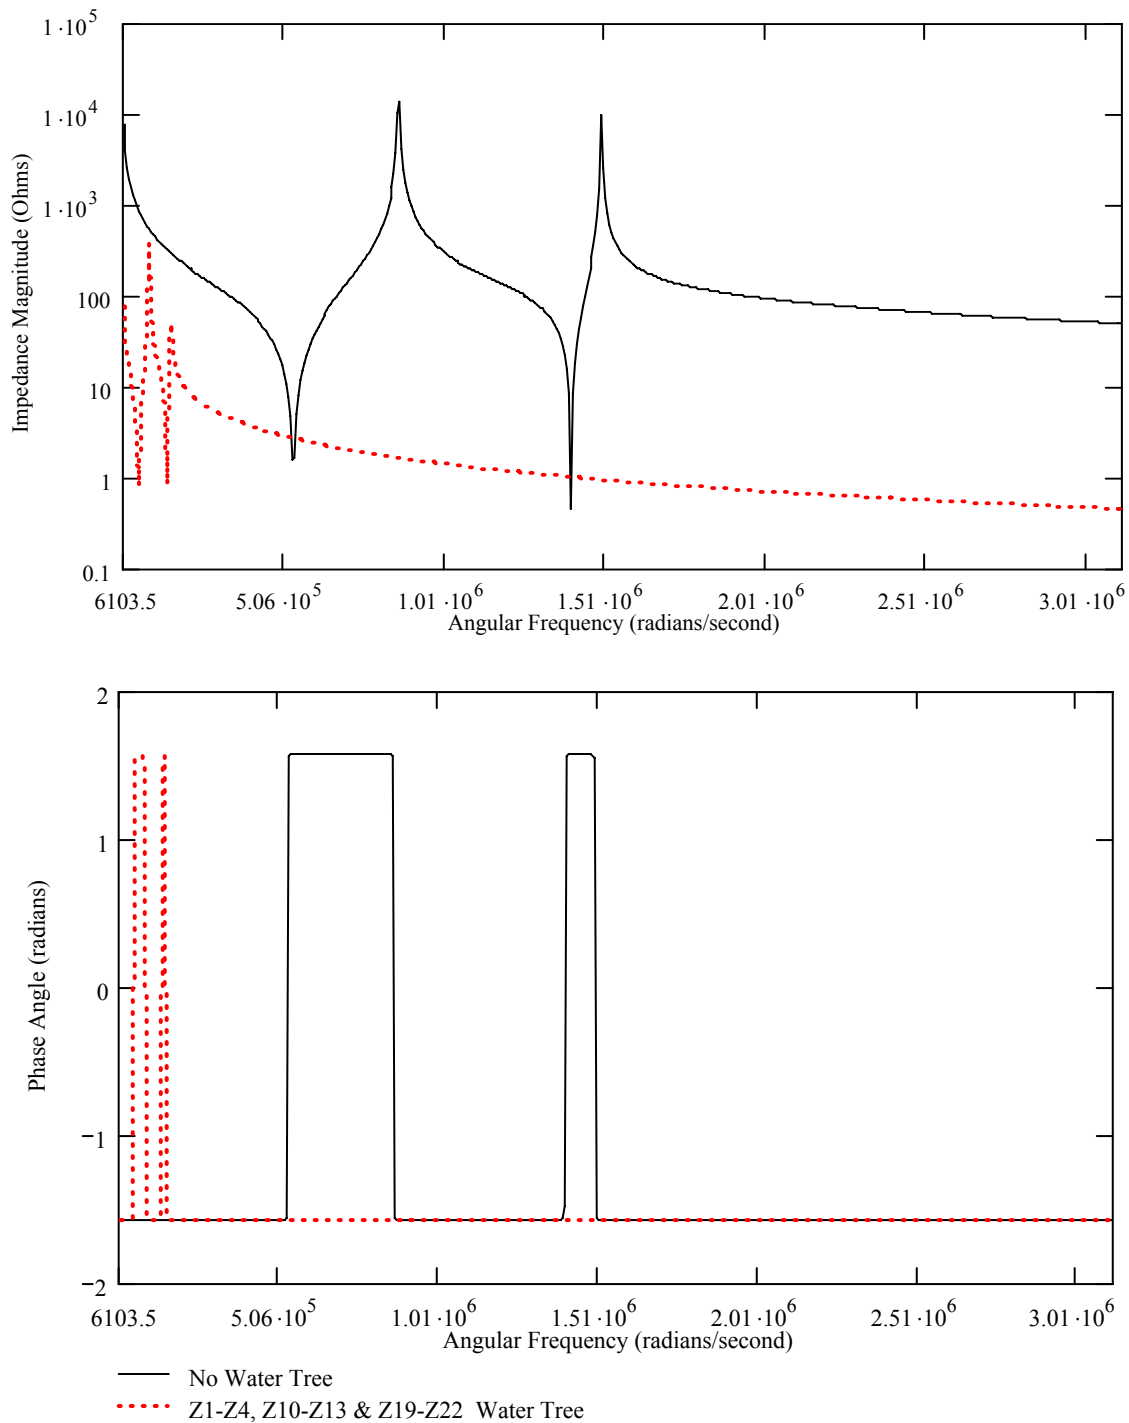 1·10^5
1·10^4
1·10^3
100
10
1
0.1
Impedance Magnitude (Ohms)
6103.5 5.06·10^5 1.01·10^6 1.51·10^6 2.01·10^6 2.51·10^6 3.01·10^6
Angular Frequency (radians/second)
2
1
0
−1
−2
Phase Angle (radians)
6103.5 5.06·10^5 1.01·10^6 1.51·10^6 2.01·10^6 2.51·10^6 3.01·10^6
Angular Frequency (radians/second)
No Water Tree
Z1-Z4, Z10-Z13 & Z19-Z22 Water Tree